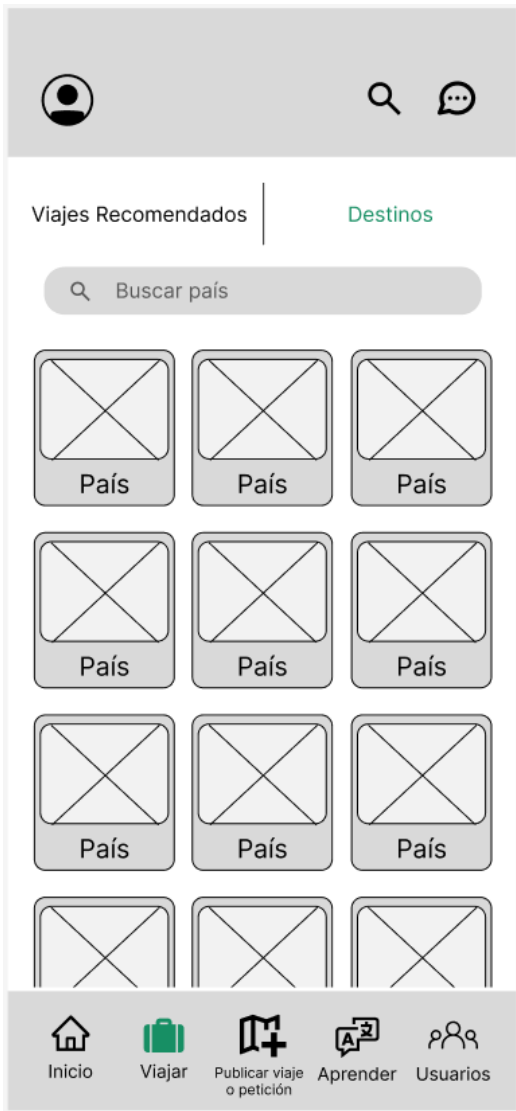 Viajes Recomendados
Destinos
Buscar país
País
País
País
País
País
País
País
País
País
Inicio
Viajar
Publicar viaje
o petición
Aprender
Usuarios